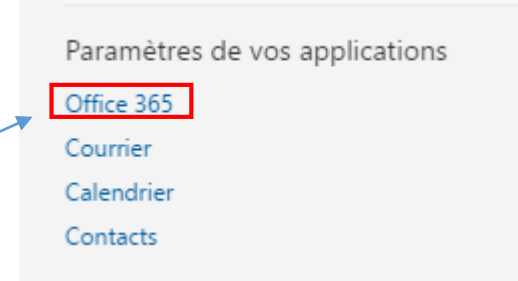 Paramètres de vos applications
Office 365
Courrier
Calendrier
Contacts